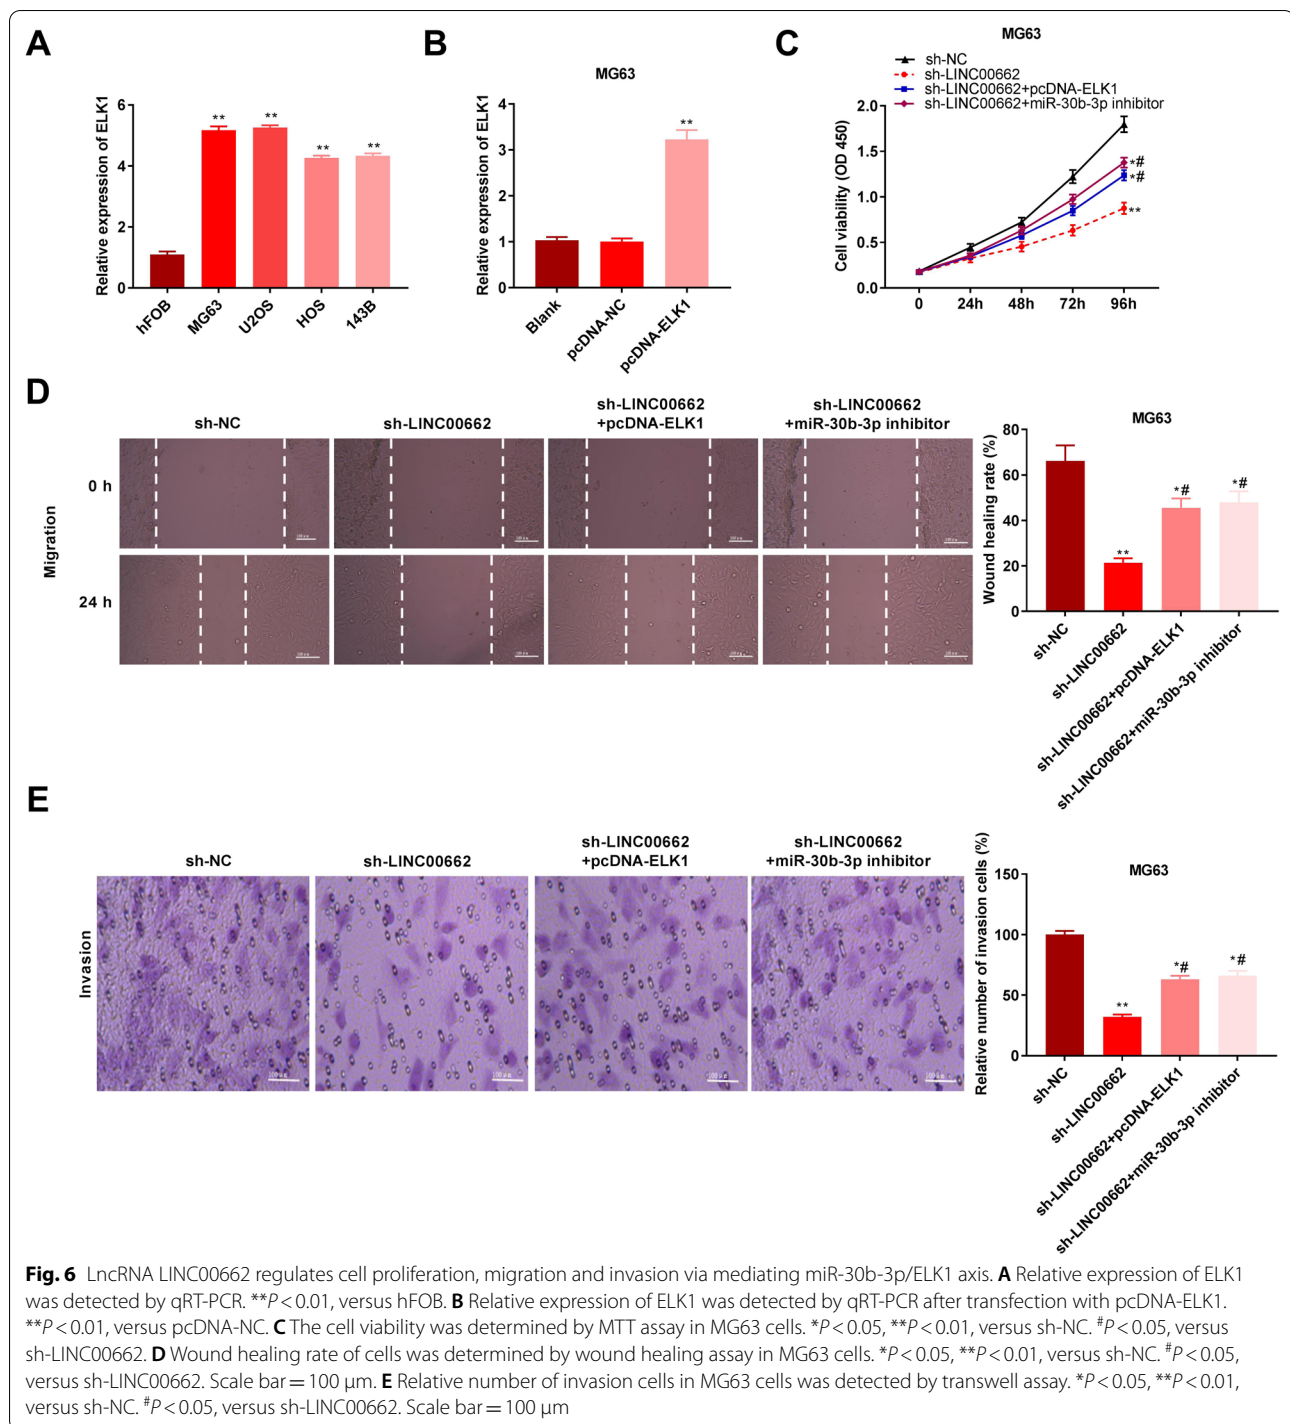 A
Relative expression of ELK1
6
4
2
0
**
**
**
**
hFOB
MG63
U2OS
HOS
143B
B
MG63
Relative expression of ELK1
4
3
2
1
0
**
Blank
pcDNA-NC
pcDNA-ELK1
C
MG63
sh-NC
sh-LINC00662
sh-LINC00662+pcDNA-ELK1
sh-LINC00662+miR-30b-3p inhibitor
Cell viability (OD 450)
2.0
1.5
1.0
0.5
0.0
*#
*#
**
0 24h 48h 72h 96h
D
sh-NC
sh-LINC00662
sh-LINC00662
+pcDNA-ELK1
sh-LINC00662
+miR-30b-3p inhibitor
Migration
0 h
24 h
MG63
Wound healing rate (%)
80
60
40
20
0
**
*#
*#
sh-NC
sh-LINC00662
sh-LINC00662+pcDNA-ELK1
sh-LINC00662+miR-30b-3p inhibitor
E
sh-NC
sh-LINC00662
sh-LINC00662
+pcDNA-ELK1
sh-LINC00662
+miR-30b-3p inhibitor
Invasion
100 μm
100 μm
100 μm
100 μm
MG63
Relative number of invasion cells (%)
150
100
50
0
**
*#
*#
sh-NC
sh-LINC00662
sh-LINC00662+pcDNA-ELK1
sh-LINC00662+miR-30b-3p inhibitor
Fig. 6 LncRNA LINC00662 regulates cell proliferation, migration and invasion via mediating miR-30b-3p/ELK1 axis. A Relative expression of ELK1
was detected by qRT-PCR. **P < 0.01, versus hFOB. B Relative expression of ELK1 was detected by qRT-PCR after transfection with pcDNA-ELK1.
**P < 0.01, versus pcDNA-NC. C The cell viability was determined by MTT assay in MG63 cells. *P < 0.05, **P < 0.01, versus sh-NC. #P < 0.05, versus
sh-LINC00662. D Wound healing rate of cells was determined by wound healing assay in MG63 cells. *P < 0.05, **P < 0.01, versus sh-NC. #P < 0.05,
versus sh-LINC00662. Scale bar = 100 μm. E Relative number of invasion cells in MG63 cells was detected by transwell assay. *P < 0.05, **P < 0.01,
versus sh-NC. #P < 0.05, versus sh-LINC00662. Scale bar = 100 μm